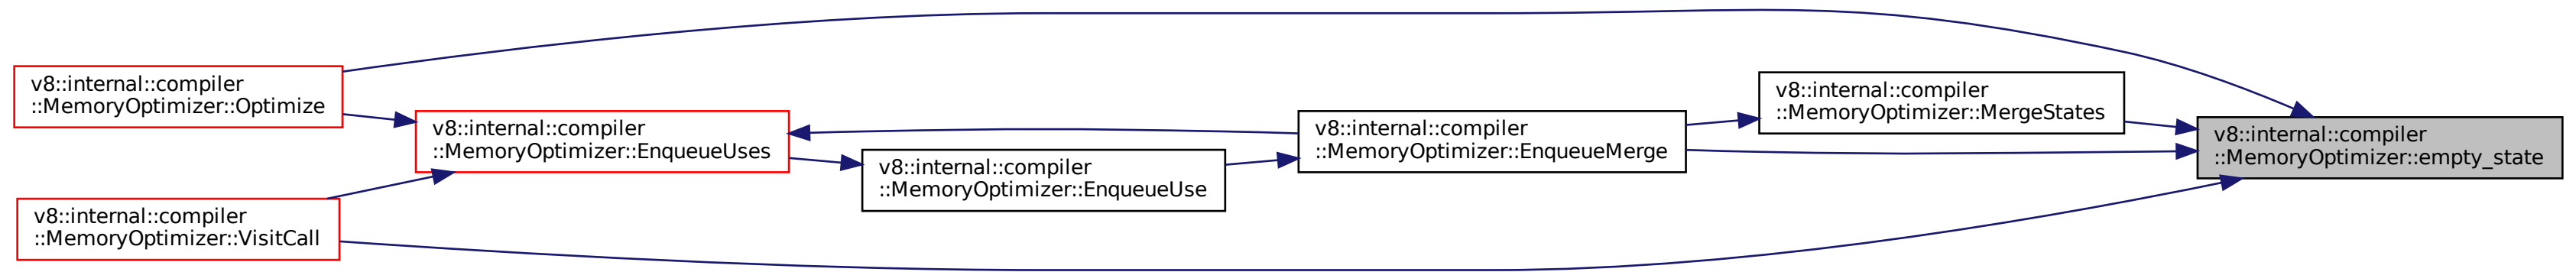 v8::internal::compiler
::MemoryOptimizer::Optimize
v8::internal::compiler
::MemoryOptimizer::VisitCall
v8::internal::compiler
::MemoryOptimizer::EnqueueUses
v8::internal::compiler
::MemoryOptimizer::EnqueueUse
v8::internal::compiler
::MemoryOptimizer::EnqueueMerge
v8::internal::compiler
::MemoryOptimizer::MergeStates
v8::internal::compiler
::MemoryOptimizer::empty_state